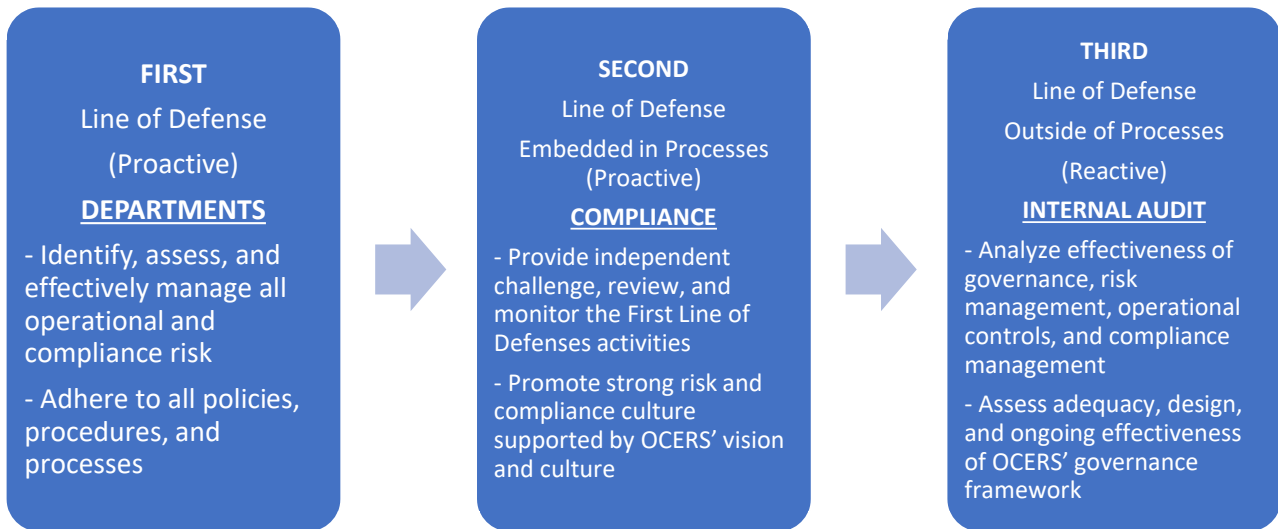 FIRST
Line of Defense
(Proactive)
DEPARTMENTS
- Identify, assess, and
effectively manage all
operational and
compliance risk
- Adhere to all policies,
procedures, and
processes
SECOND
Line of Defense
Embedded in Processes
(Proactive)
COMPLIANCE
- Provide independent
challenge, review, and
monitor the First Line of
Defenses activities
- Promote strong risk and
compliance culture
supported by OCERS’ vision
and culture
THIRD
Line of Defense
Outside of Processes
(Reactive)
INTERNAL AUDIT
- Analyze effectiveness of
governance, risk
management, operational
controls, and compliance
management
- Assess adequacy, design,
and ongoing effectiveness
of OCERS’ governance
framework